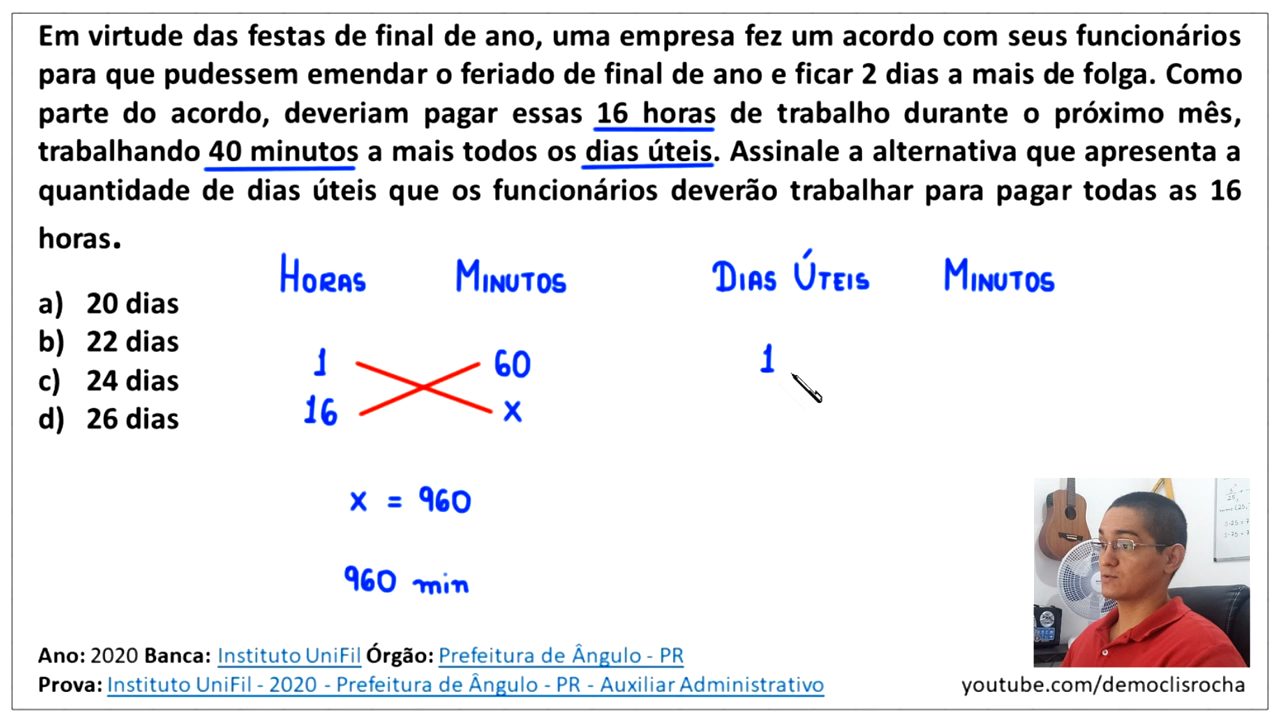 Em virtude das festas de final de ano, uma empresa fez um acordo com seus funcionários
para que pudessem emendar o feriado de final de ano e ficar 2 dias a mais de folga. Como
parte do acordo, deveriam pagar essas 16 horas de trabalho durante o próximo mês,
trabalhando 40 minutos a mais todos os dias úteis. Assinale a alternativa que apresenta a
quantidade de dias úteis que os funcionários deverão trabalhar para pagar todas as 16
horas.
a) 20 dias
b) 22 dias
c) 24 dias
d) 26 dias
HORAS MINUTOS
1 60
16 x
x = 960
960 min
DIAS ÚTEIS MINUTOS
1
Ano: 2020 Banca: Instituto UniFil Órgão: Prefeitura de Ângulo - PR
Prova: Instituto UniFil - 2020 - Prefeitura de Ângulo - PR - Auxiliar Administrativo
youtube.com/democlisrocha